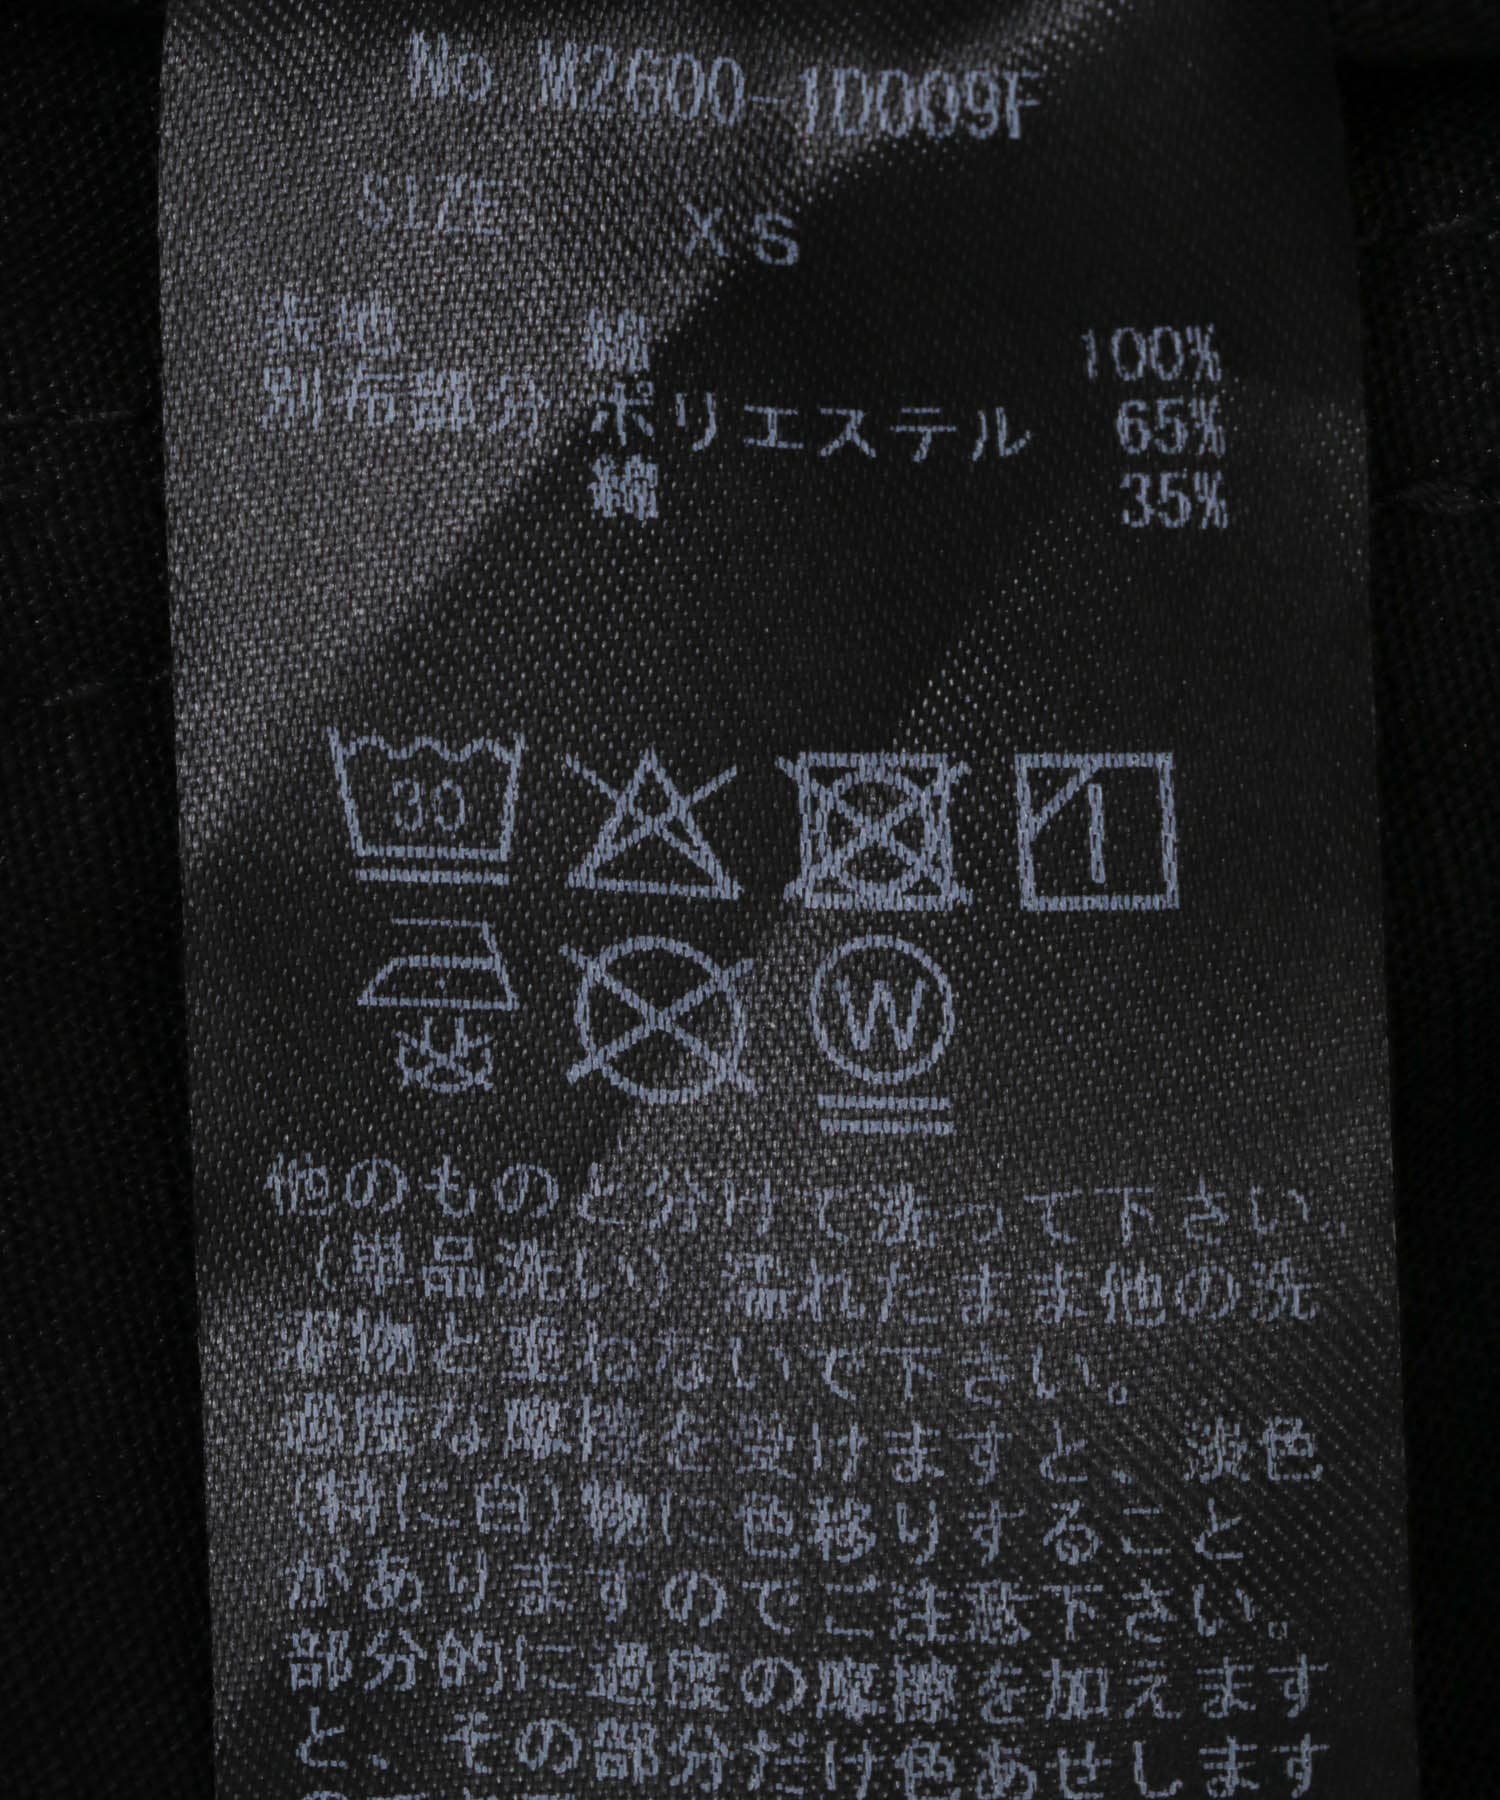 No. W2600-1D009F
SIZE XS
表地 綿 100%
別布部分 ポリエステル 65%
綿 35%
30
W
他のものと分けて洗って下さい。
(単品洗い) 濡れたまま他の洗
濯物と重ねないで下さい。
過度な摩擦を受けますと、淡色
(特に白)物に色移りすること
がありますのでご注意下さい。
部分的に過度の摩擦を加えます
と、その部分だけ色あせします